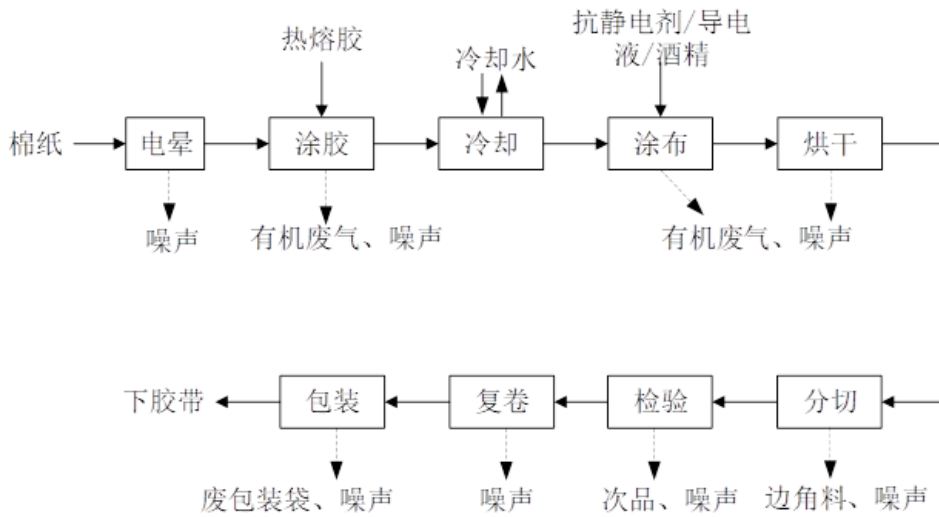 热熔胶
冷却水
抗静电剂/导电
液/酒精
棉纸
电晕
涂胶
冷却
涂布
烘干
噪声
有机废气、噪声
有机废气、噪声
下胶带
包装
复卷
检验
分切
废包装袋、噪声
噪声
次品、噪声
边角料、噪声